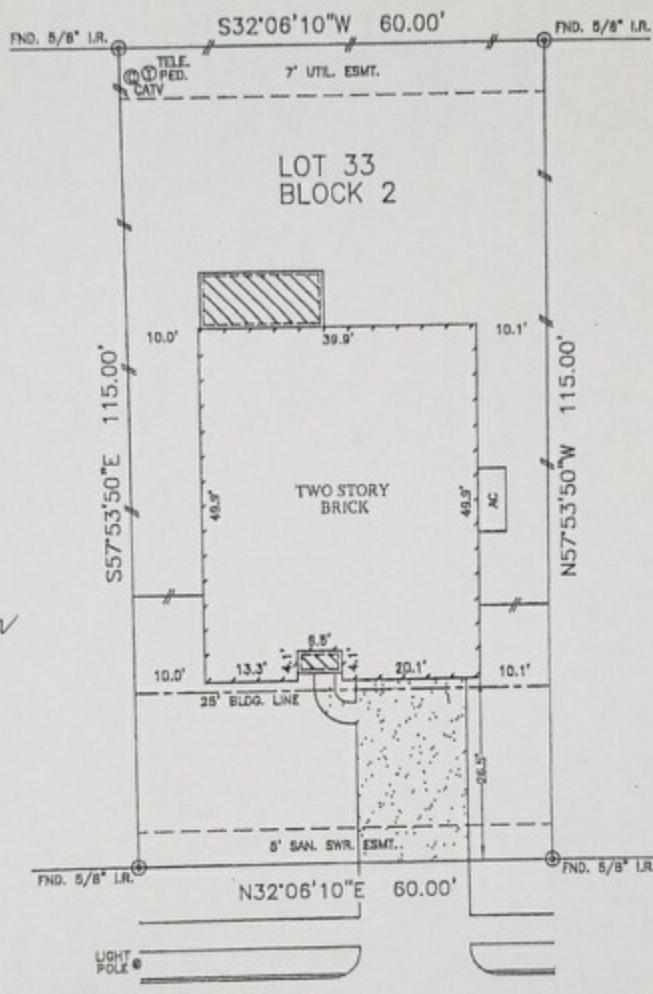 S32°06'10"W 60.00'
FND. 5/8" I.R.
FND. 5/8" I.R.
TELE.
PED.
CATV
7' UTIL. ESMT.
LOT 33
BLOCK 2
10.0'
39.9'
10.1'
S57°53'50"E 115.00'
N57°53'50"W 115.00'
TWO STORY
BRICK
49.9'
49.9'
AC
6.5'
4.1'
4.1'
10.0'
13.3'
20.1'
10.1'
25' BLDG. LINE
26.5'
5' SAN. SWR. ESMT.
FND. 5/8" I.R.
FND. 5/8" I.R.
N32°06'10"E 60.00'
LIGHT
POLE